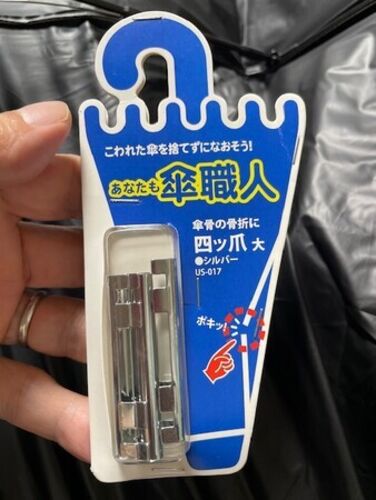 こわれた傘を捨てずになおそう!
あなたも傘職人
傘骨の骨折に
四ッ爪 大
●シルバー
US-017
ポキッ!